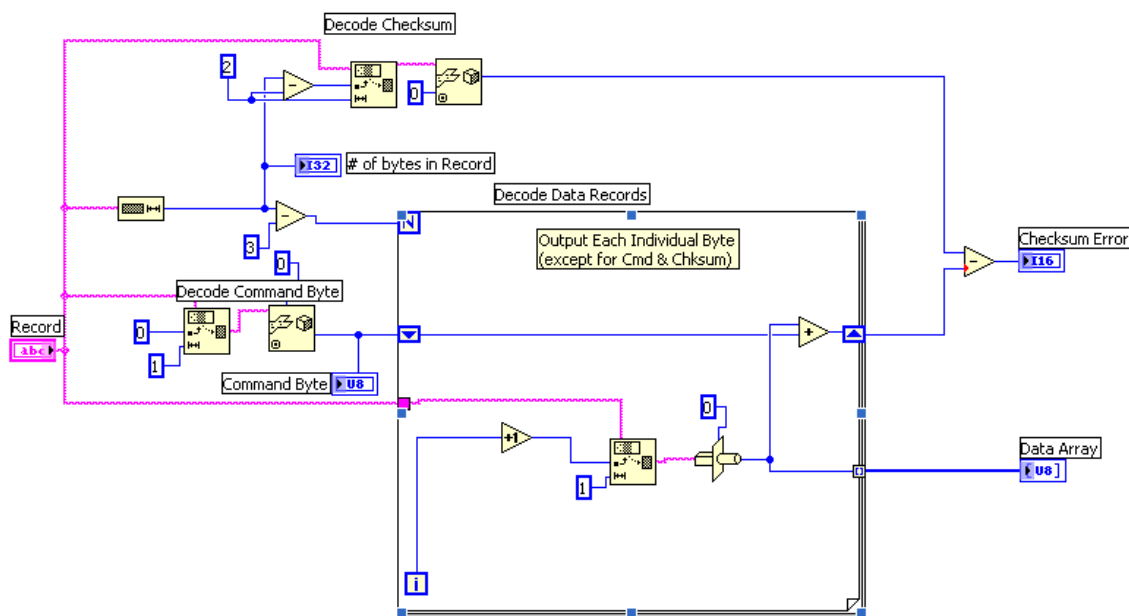 Decode Checksum
2
-
0
I32
# of bytes in Record
Decode Data Records
-
3
N
Output Each Individual Byte
(except for Cmd & Chksum)
Checksum Error
-
I16
0
Decode Command Byte
Record
abc
0
1
+
Command Byte
U8
0
+1
1
Data Array
U8]
i